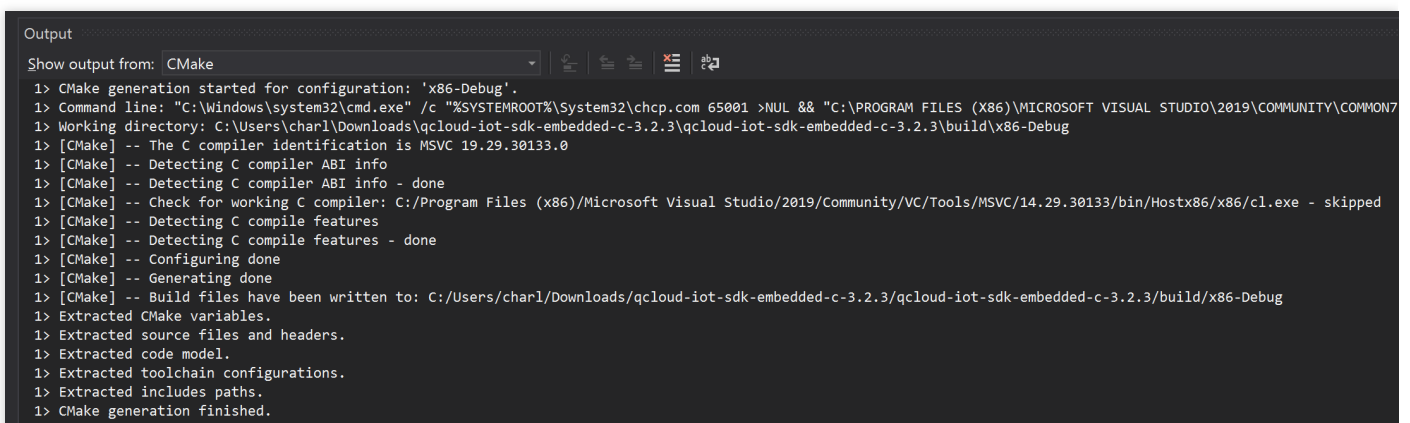 Output
Show output from: CMake
1> CMake generation started for configuration: 'x86-Debug'.
1> Command line: "C:\Windows\system32\cmd.exe" /c "%SYSTEMROOT%\System32\chcp.com 65001 >NUL && "C:\PROGRAM FILES (X86)\MICROSOFT VISUAL STUDIO\2019\COMMUNITY\COMMON7
1> Working directory: C:\Users\charl\Downloads\qcloud-iot-sdk-embedded-c-3.2.3\qcloud-iot-sdk-embedded-c-3.2.3\build\x86-Debug
1> [CMake] -- The C compiler identification is MSVC 19.29.30133.0
1> [CMake] -- Detecting C compiler ABI info
1> [CMake] -- Detecting C compiler ABI info - done
1> [CMake] -- Check for working C compiler: C:/Program Files (x86)/Microsoft Visual Studio/2019/Community/VC/Tools/MSVC/14.29.30133/bin/Hostx86/x86/cl.exe - skipped
1> [CMake] -- Detecting C compile features
1> [CMake] -- Detecting C compile features - done
1> [CMake] -- Configuring done
1> [CMake] -- Generating done
1> [CMake] -- Build files have been written to: C:/Users/charl/Downloads/qcloud-iot-sdk-embedded-c-3.2.3/qcloud-iot-sdk-embedded-c-3.2.3/build/x86-Debug
1> Extracted CMake variables.
1> Extracted source files and headers.
1> Extracted code model.
1> Extracted toolchain configurations.
1> Extracted includes paths.
1> CMake generation finished.